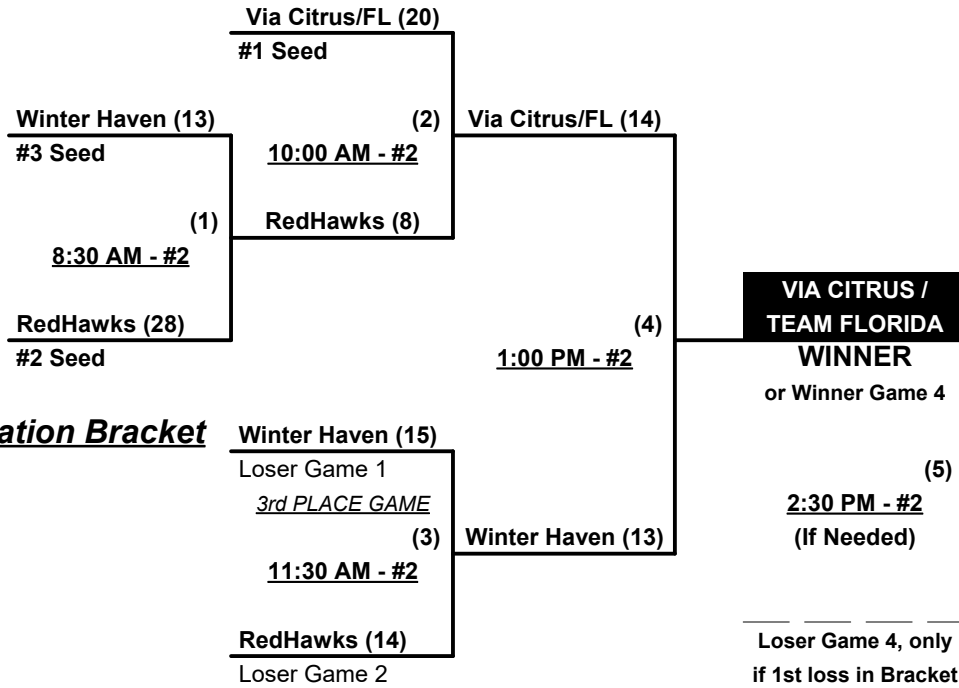 Via Citrus/FL (20)
#1 Seed
Winter Haven (13)
#3 Seed
(2)
10:00 AM - #2
Via Citrus/FL (14)
(1)
8:30 AM - #2
RedHawks (8)
RedHawks (28)
#2 Seed
(4)
1:00 PM - #2
VIA CITRUS /
TEAM FLORIDA
WINNER
or Winner Game 4
ation Bracket
Winter Haven (15)
Loser Game 1
3rd PLACE GAME
(3)
11:30 AM - #2
Winter Haven (13)
(5)
2:30 PM - #2
(If Needed)
RedHawks (14)
Loser Game 2
Loser Game 4, only
if 1st loss in Bracket